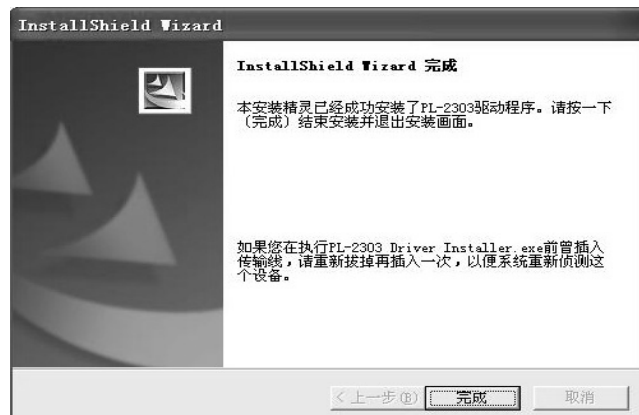 InstallShield Wizard
InstallShield Wizard 完成
本安装精灵已经成功安装了PL-2303驱动程序。请按一下
（完成）结束安装并退出安装画面。
如果您在执行PL-2303 Driver Installer.exe前曾插入
传输线，请重新拔掉再插入一次，以便系统重新侦测这
个设备。
< 上一步(B)
完成
取消